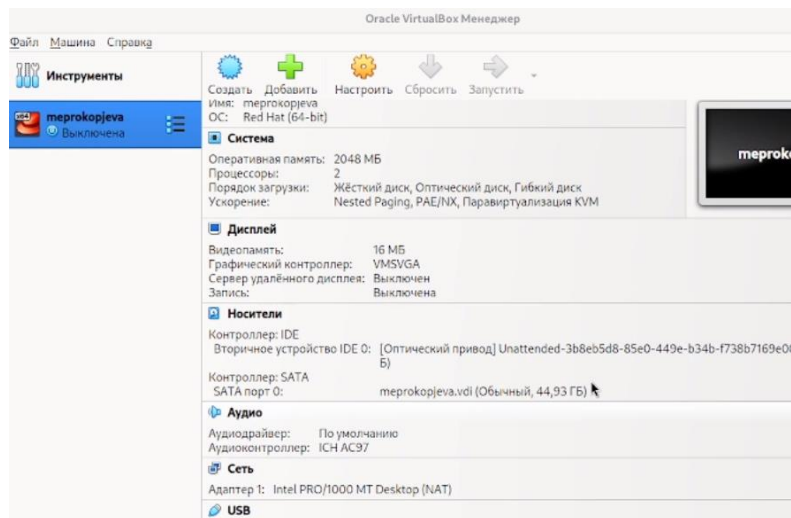 Oracle VirtualBox Менеджер
Файл Машина Справка
Инструменты
Создать Добавить Настроить Сбросить Запустить
meprokopjeva
Выключена
Имя: meprokopjeva
ОС: Red Hat (64-bit)
Система
Оперативная память: 2048 МБ
Процессоры: 2
Порядок загрузки: Жёсткий диск, Оптический диск, Гибкий диск
Ускорение: Nested Paging, PAE/NX, Паравиртуализация KVM
meproko
Дисплей
Видеопамять: 16 МБ
Графический контроллер: VMSVGA
Сервер удалённого дисплея: Выключен
Запись: Выключена
Носители
Контроллер: IDE
Вторичное устройство IDE 0: [Оптический привод] Unattended-3b8eb5d8-85e0-449e-b34b-f738b7169e0
Б)
Контроллер: SATA
SATA порт 0: meprokopjeva.vdi (Обычный, 44,93 ГБ)
Аудио
Аудиодрайвер: По умолчанию
Аудиоконтроллер: ICH AC97
Сеть
Адаптер 1: Intel PRO/1000 MT Desktop (NAT)
USB